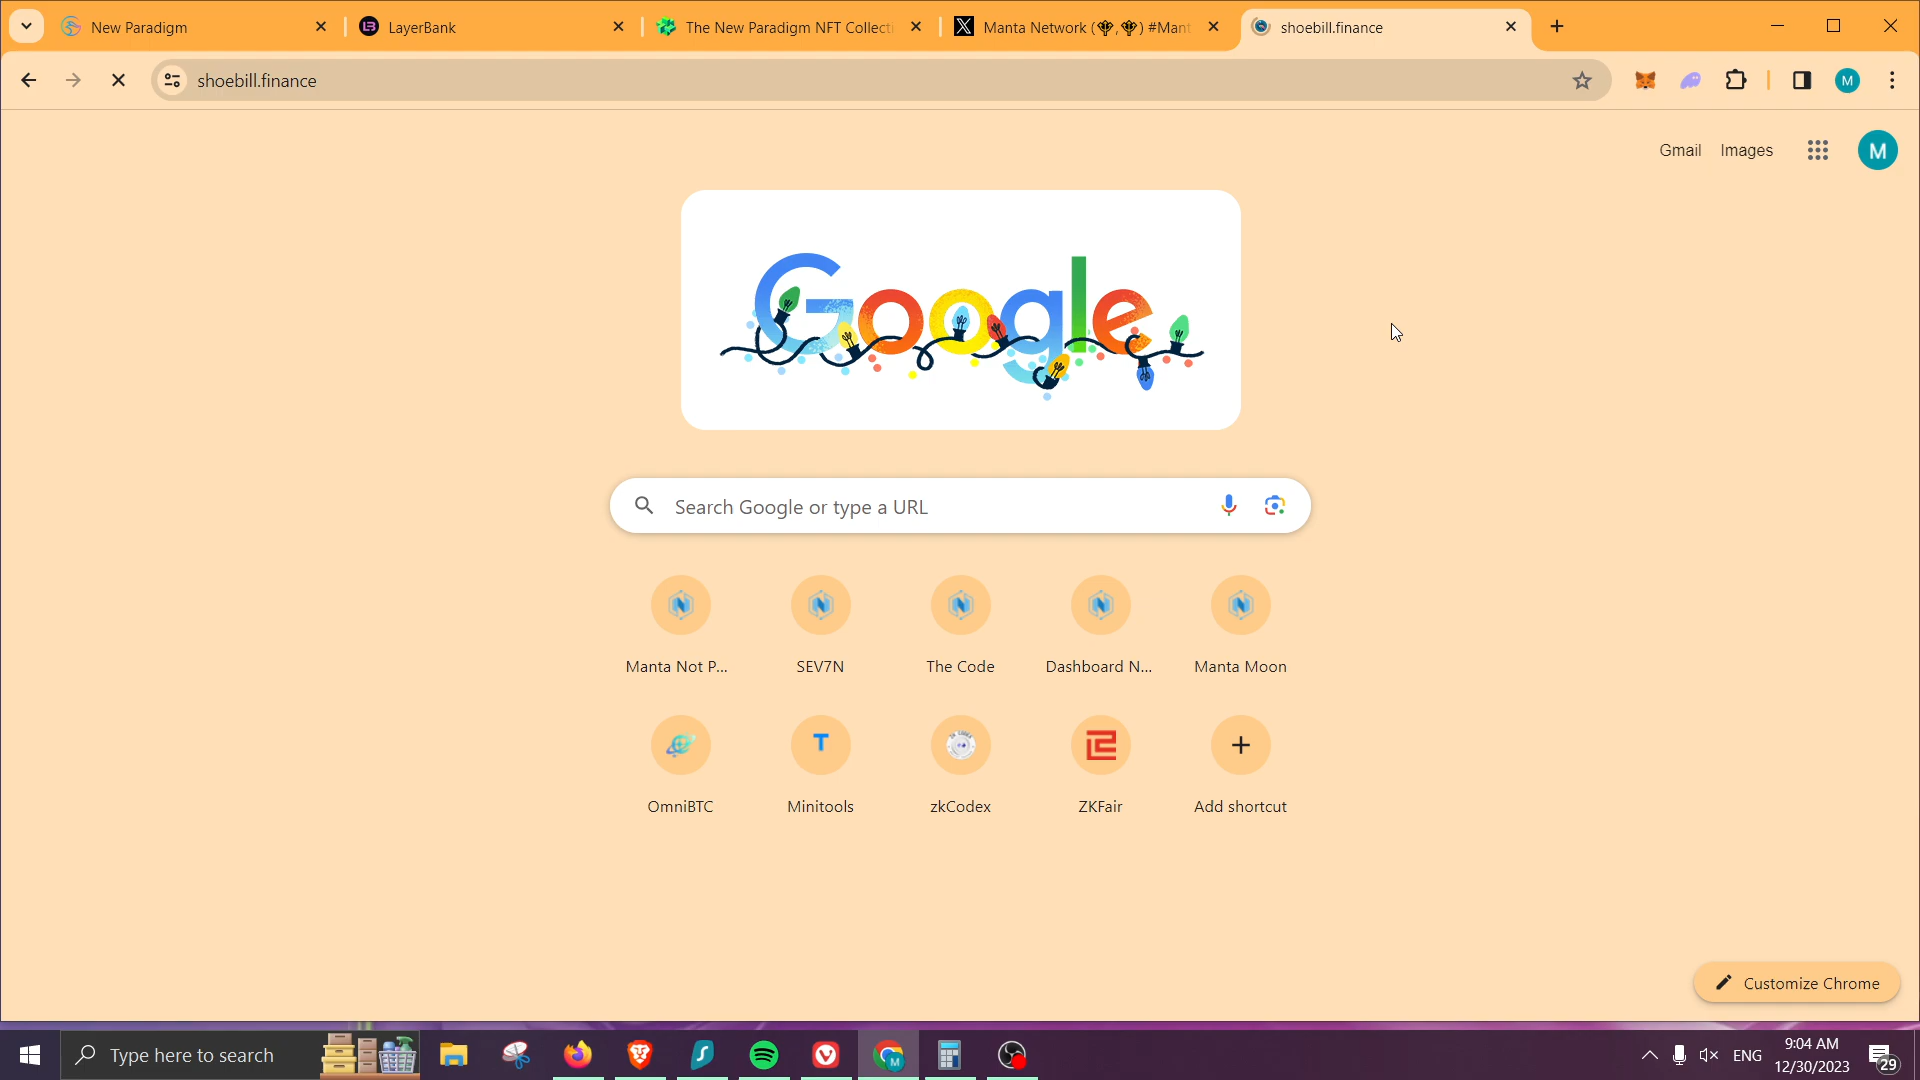 New Paradigm
LayerBank
The New Paradigm NFT Collecti
Manta Network (🔱,🔱) #Mant
shoebill.finance
shoebill.finance
M
Gmail
Images
M
Google
Search Google or type a URL
Manta Not P...
SEV7N
The Code
Dashboard N...
Manta Moon
T
OmniBTC
Minitools
zkCodex
ZKFair
Add shortcut
Customize Chrome
Type here to search
M
ENG
9:04 AM
12/30/2023
29